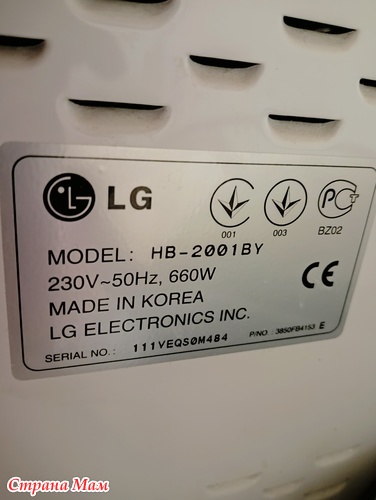 LG
001
003
PCT
BZ02
MODEL: HB-2001BY
230V~50Hz, 660W
CE
MADE IN KOREA
LG ELECTRONICS INC.
SERIAL NO.: 111VEQS0M484
P/NO.: 3850FB4153 E
Страна Мам